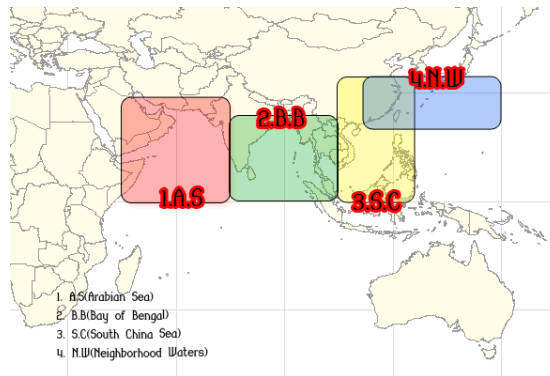 4.N.W
2.B.B
1.A.S
3.S.C
1. A.S(Arabian Sea)
2. B.B(Bay of Bengal)
3. S.C(South China Sea)
4. N.W(Neighborhood Waters)